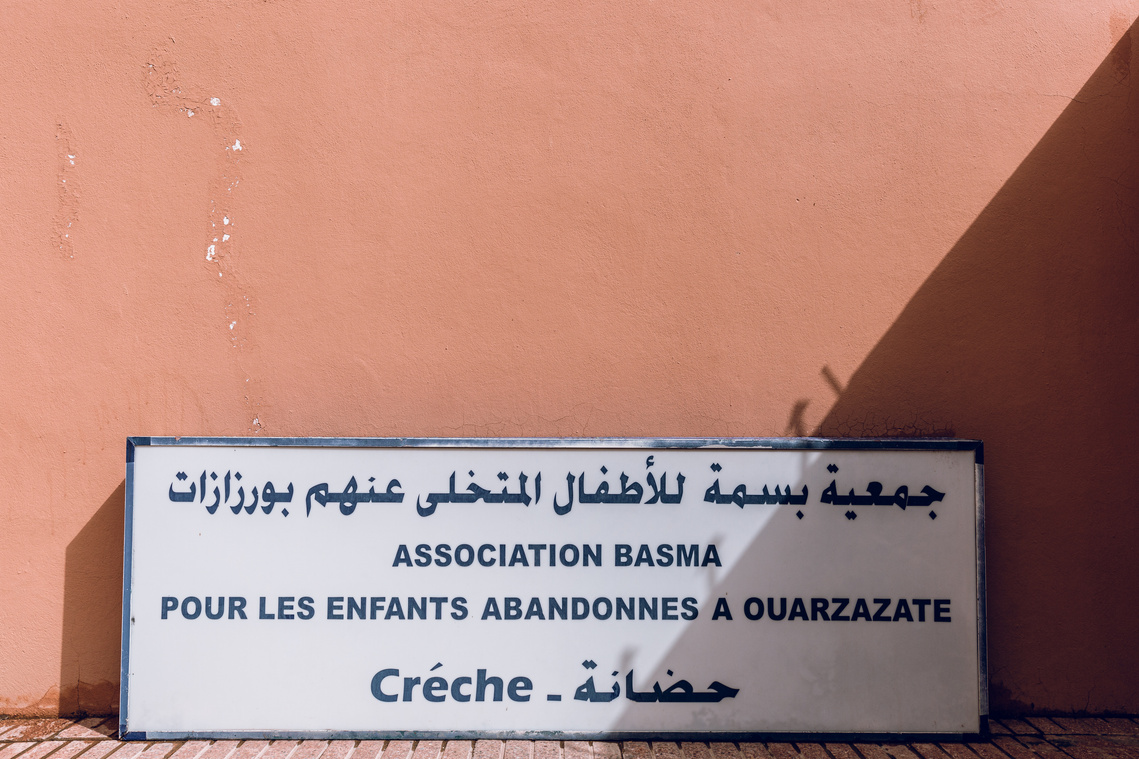 جمعية بسمة للأطفال المتخلى عنهم بورزازات
ASSOCIATION BASMA
POUR LES ENFANTS ABANDONNES A OUARZAZATE
Créche - حضانة